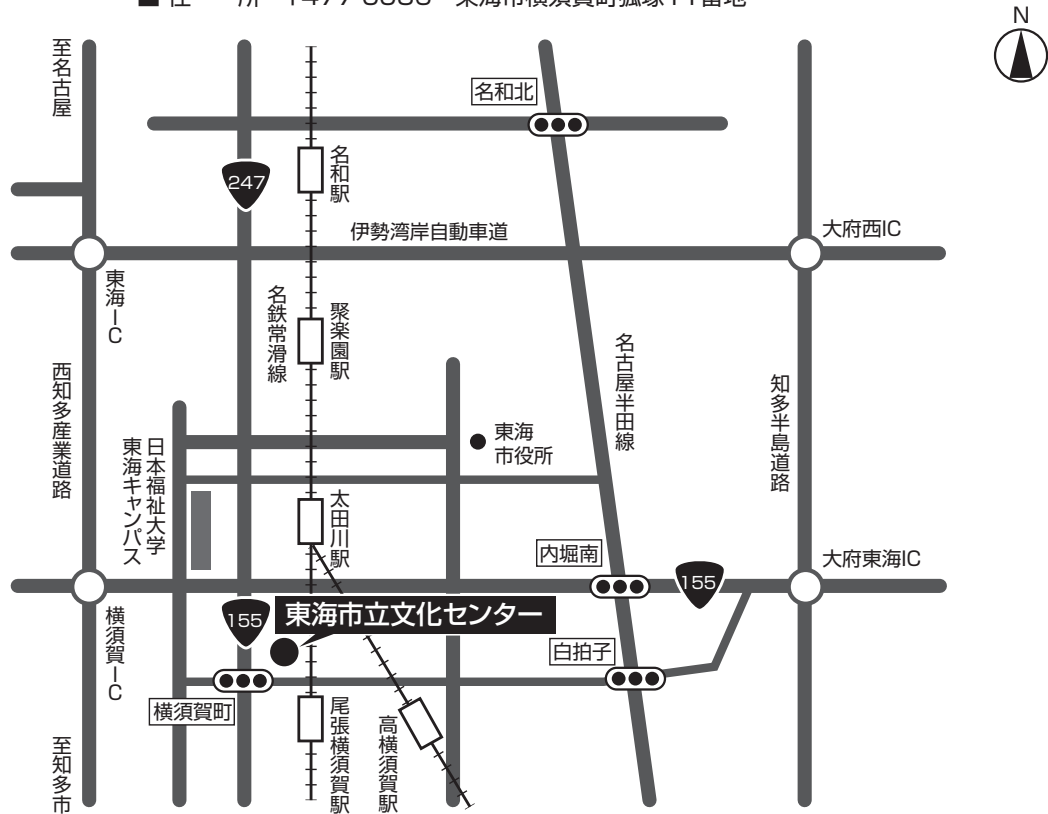 N
至名古屋
名和北
247
名和駅
伊勢湾岸自動車道
大府西IC
東海IC
名鉄常滑線
聚楽園駅
名古屋半田線
西知多産業道路
知多半島道路
東海
市役所
日本福祉大学
東海キャンパス
太田川駅
内堀南
155
大府東海IC
横須賀IC
155
東海市立文化センター
白拍子
横須賀町
尾張横須賀駅
高横須賀駅
至知多市